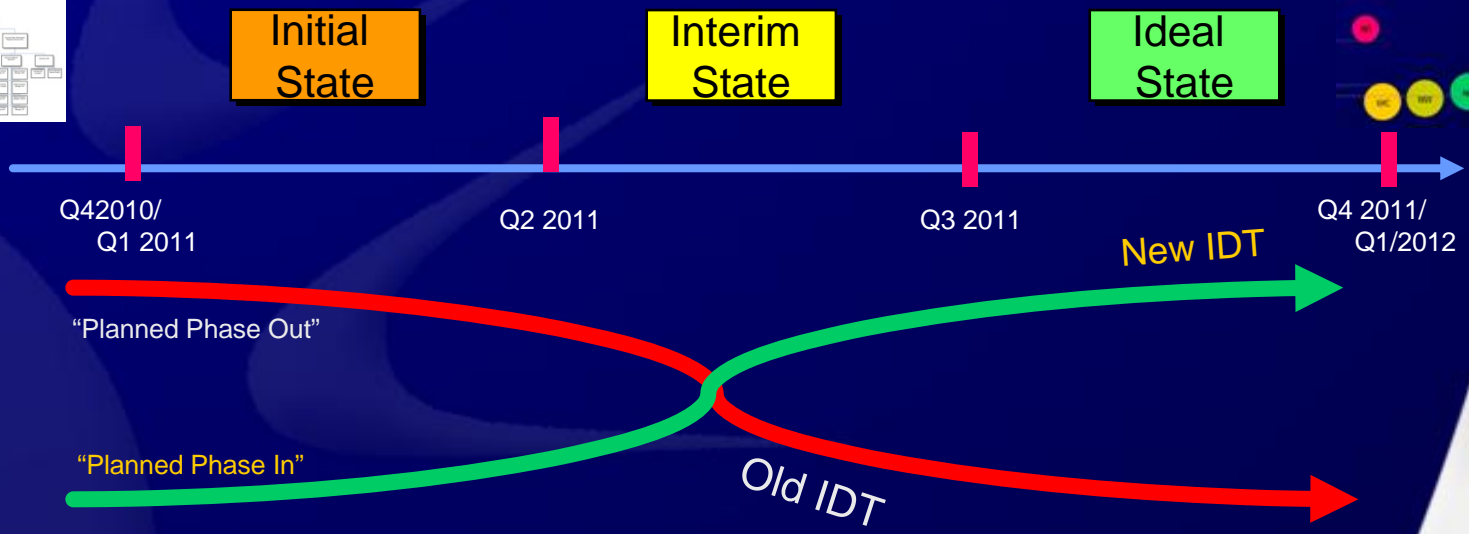 Initial
State
Interim
State
Ideal
State
Q42010/
Q1 2011
Q2 2011
Q3 2011
Q4 2011/
Q1/2012
New IDT
“Planned Phase Out”
“Planned Phase In”
Old IDT